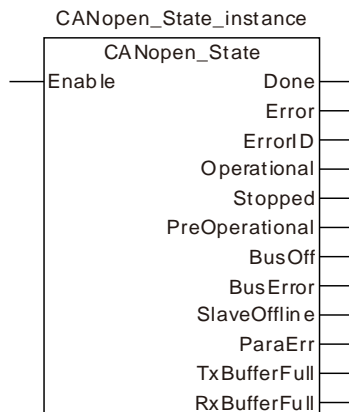 CANopen_State_instance
CANopen_State
Enable Done
Error
ErrorID
Operational
Stopped
PreOperational
BusOff
BusError
SlaveOffline
ParaErr
TxBufferFull
RxBufferFull